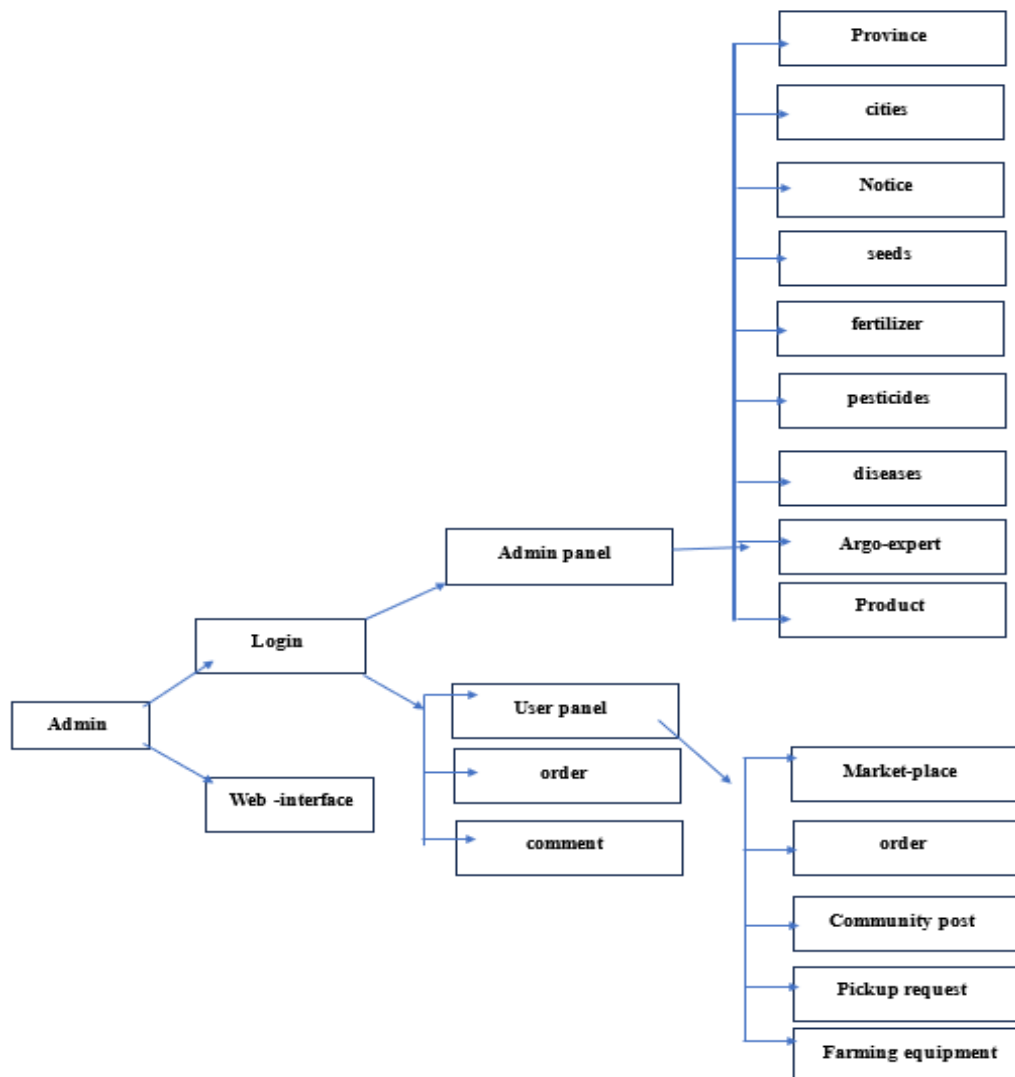 Province
cities
Notice
seeds
fertilizer
pesticides
diseases
Argo-expert
Product
Admin panel
Login
Admin
Web -interface
User panel
order
comment
Market-place
order
Community post
Pickup request
Farming equipment